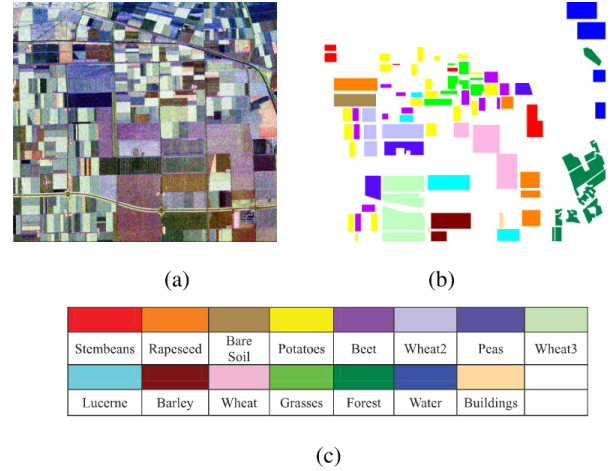 (a)
(b)
Stembeans Rapeseed Bare Soil Potatoes Beet Wheat2 Peas Wheat3
Lucerne Barley Wheat Grasses Forest Water Buildings
(c)